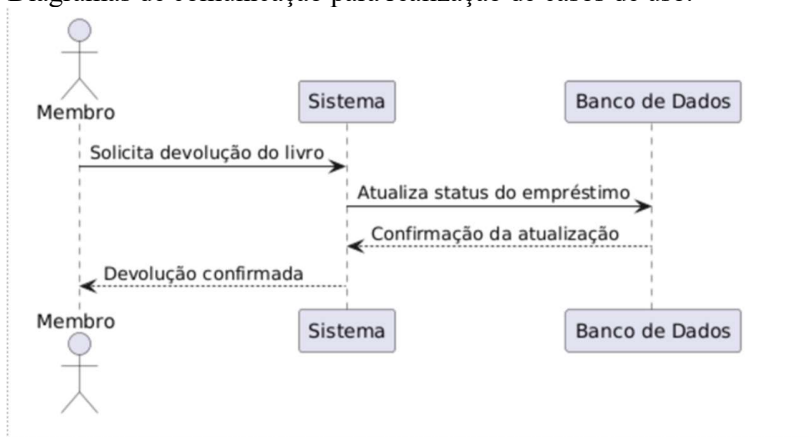 Diagramas de comunicação para realização de casos de uso.
Membro
Sistema
Banco de Dados
Solicita devolução do livro
Atualiza status do empréstimo
Confirmação da atualização
Devolução confirmada
Membro
Sistema
Banco de Dados